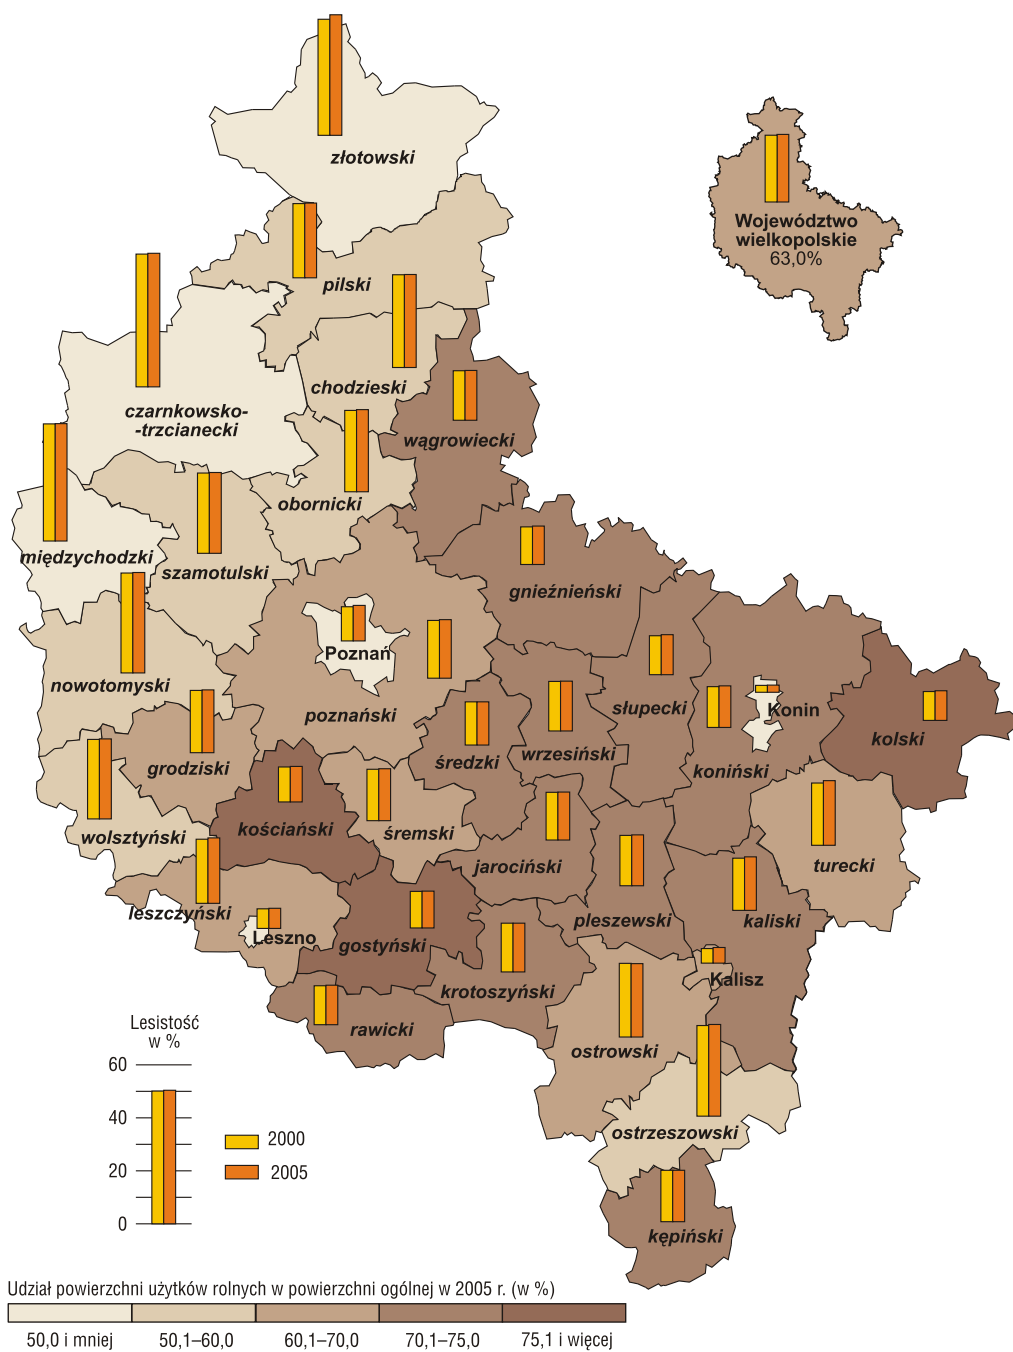 złotowski
Województwo
wielkopolskie
63,0%
pilski
chodzieski
czarnkowsko-
-trzcianecki
wągrowiecki
obornicki
międzychodzki
szamotulski
gnieźnieński
Poznań
nowotomyski
poznański
słupecki
Konin
kolski
wrzesiński
średzki
grodziski
koniński
kościański
śremski
wolsztyński
jarociński
turecki
leszczyński
Leszno
gostyński
pleszewski
kaliski
krotoszyński
Kalisz
rawicki
ostrowski
ostrzeszowski
kępiński
Lesistość
w %
60
40
20
0
2000
2005
Udział powierzchni użytków rolnych w powierzchni ogólnej w 2005 r. (w %)
50,0 i mniej 50,1–60,0 60,1–70,0 70,1–75,0 75,1 i więcej